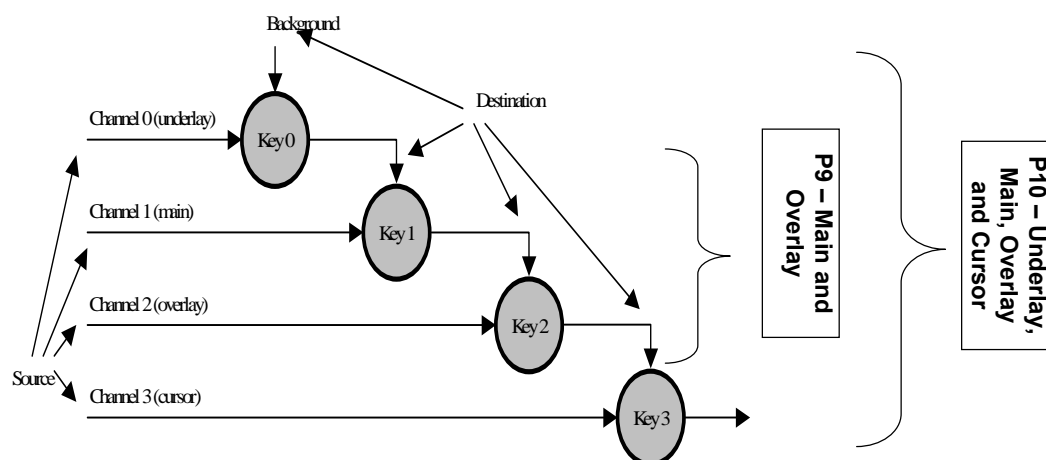 Background
Destination
Channel 0 (underlay)
Key 0
Channel 1 (main)
Key 1
Channel 2 (overlay)
Key 2
Source
Channel 3 (cursor)
Key 3
P9 – Main and
Overlay
P10 – Underlay,
Main, Overlay
and Cursor